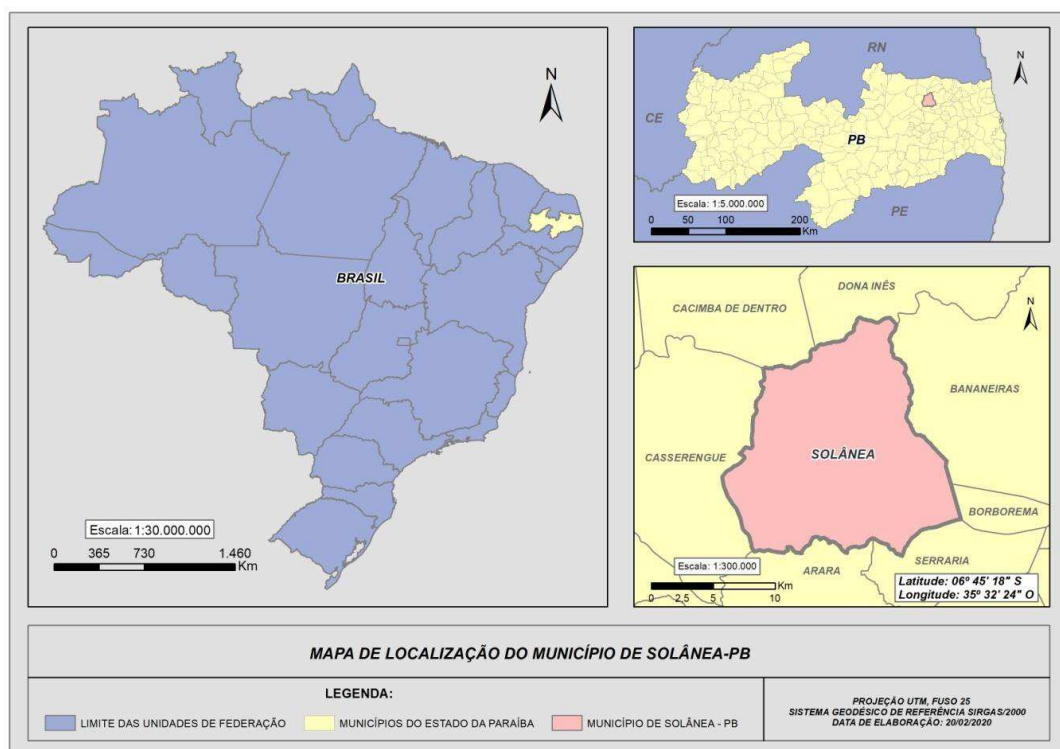 N
BRASIL
Escala: 1:30.000.000
0 365 730 1.460
Km
RN
N
CE
PB
PE
Escala: 1:5.000.000
0 50 100 200
Km
DONA INÊS
CACIMBA DE DENTRO
N
BANANEIRAS
CASSERENGUE
SOLÂNEA
BORBOREMA
SERRARIA
ARARA
Escala: 1:300.000
0 2,5 5 10
Km
Latitude: 06º 45' 18" S
Longitude: 35º 32' 24" O
MAPA DE LOCALIZAÇÃO DO MUNICÍPIO DE SOLÂNEA-PB
LEGENDA:
LIMITE DAS UNIDADES DE FEDERAÇÃO
MUNICÍPIOS DO ESTADO DA PARAÍBA
MUNICÍPIO DE SOLÂNEA - PB
PROJEÇÃO UTM, FUSO 25
SISTEMA GEODÉSICO DE REFERÊNCIA SIRGAS/2000
DATA DE ELABORAÇÃO: 20/02/2020